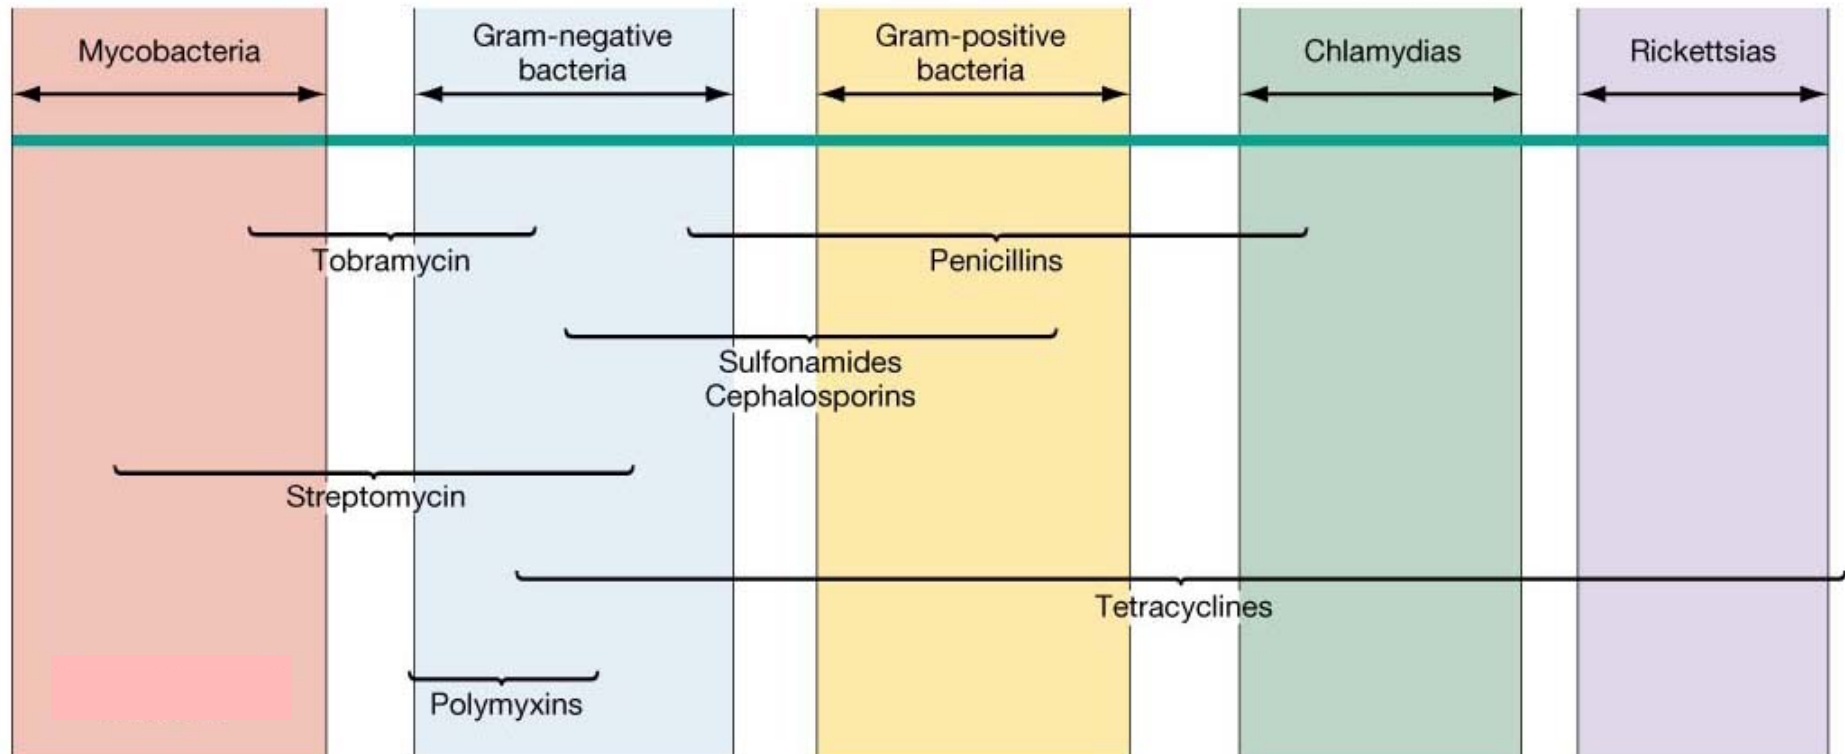 Mycobacteria
Gram-negative
bacteria
Gram-positive
bacteria
Chlamydias
Rickettsias
Tobramycin
Penicillins
Sulfonamides
Cephalosporins
Streptomycin
Tetracyclines
Polymyxins